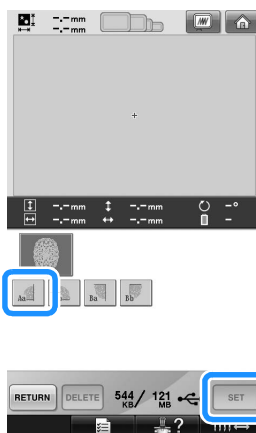 -.- mm
-.- mm
-.- mm -.- mm -°
-.- mm -.- mm -
Aa Ba Bb
RETURN DELETE 544 KB/ 121 MB SET
?